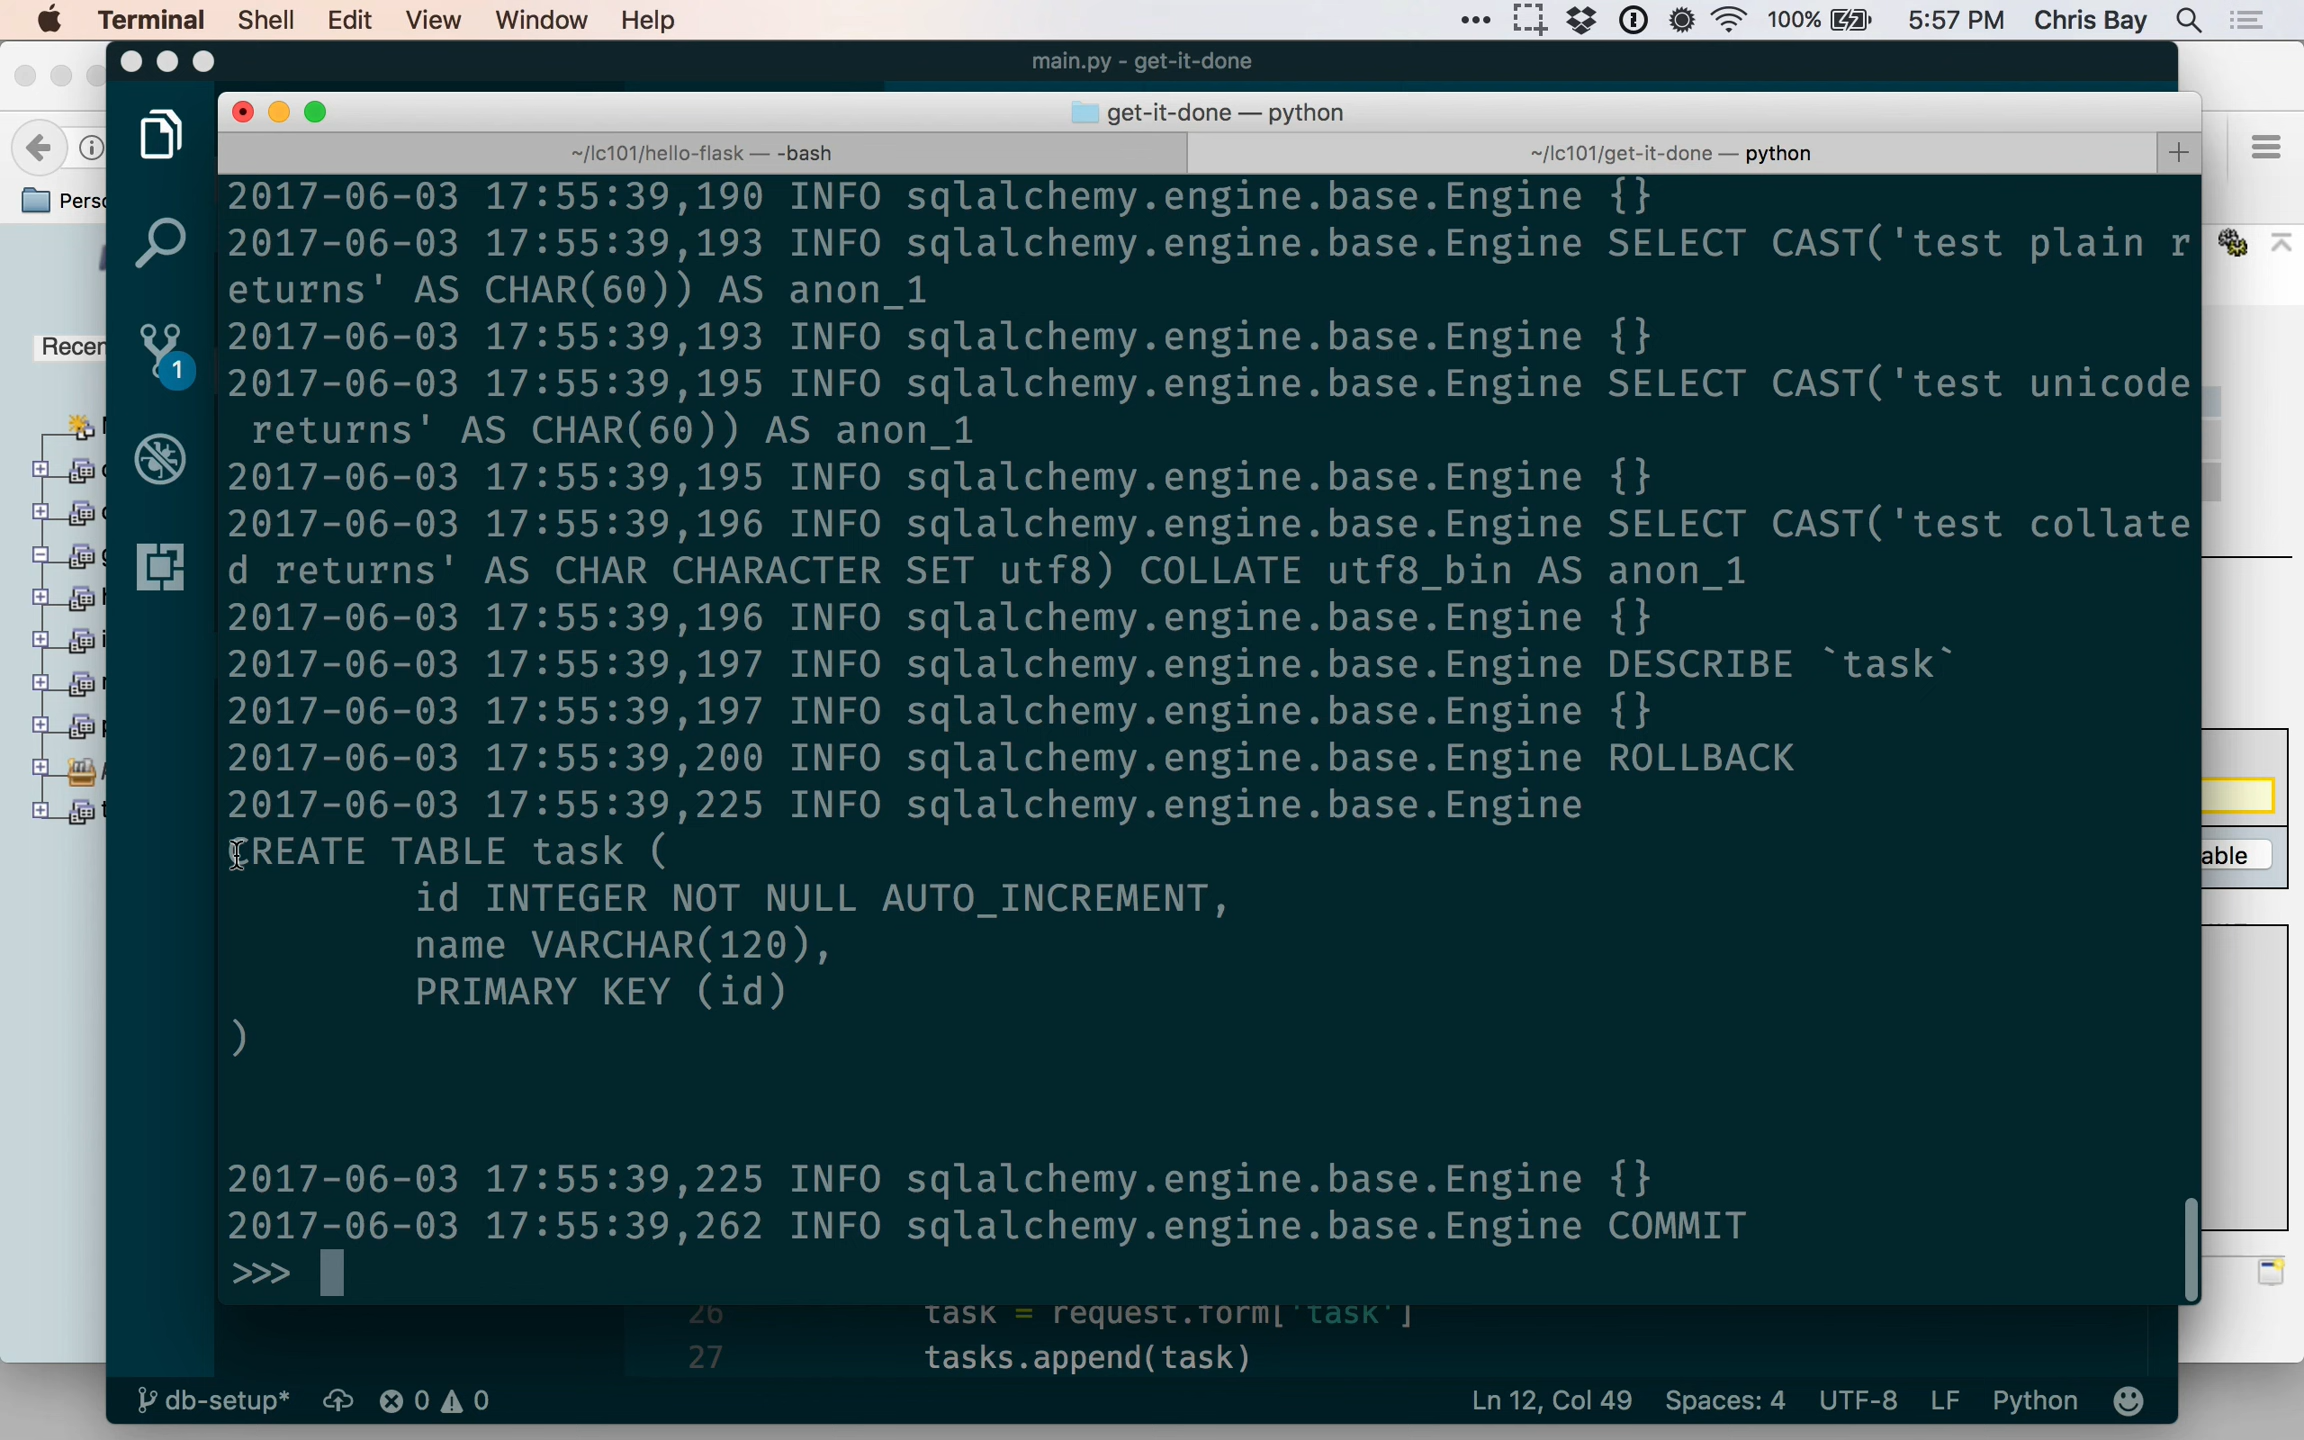 Terminal Shell Edit View Window Help 100% 5:57 PM Chris Bay
main.py - get-it-done
get-it-done — python
~/lc101/hello-flask — -bash ~/lc101/get-it-done — python +
2017-06-03 17:55:39,190 INFO sqlalchemy.engine.base.Engine {}
2017-06-03 17:55:39,193 INFO sqlalchemy.engine.base.Engine SELECT CAST('test plain r
eturns' AS CHAR(60)) AS anon_1
2017-06-03 17:55:39,193 INFO sqlalchemy.engine.base.Engine {}
2017-06-03 17:55:39,195 INFO sqlalchemy.engine.base.Engine SELECT CAST('test unicode
returns' AS CHAR(60)) AS anon_1
2017-06-03 17:55:39,195 INFO sqlalchemy.engine.base.Engine {}
2017-06-03 17:55:39,196 INFO sqlalchemy.engine.base.Engine SELECT CAST('test collate
d returns' AS CHAR CHARACTER SET utf8) COLLATE utf8_bin AS anon_1
2017-06-03 17:55:39,196 INFO sqlalchemy.engine.base.Engine {}
2017-06-03 17:55:39,197 INFO sqlalchemy.engine.base.Engine DESCRIBE `task`
2017-06-03 17:55:39,197 INFO sqlalchemy.engine.base.Engine {}
2017-06-03 17:55:39,200 INFO sqlalchemy.engine.base.Engine ROLLBACK
2017-06-03 17:55:39,225 INFO sqlalchemy.engine.base.Engine
CREATE TABLE task (
id INTEGER NOT NULL AUTO_INCREMENT,
name VARCHAR(120),
PRIMARY KEY (id)
)
2017-06-03 17:55:39,225 INFO sqlalchemy.engine.base.Engine {}
2017-06-03 17:55:39,262 INFO sqlalchemy.engine.base.Engine COMMIT
>>>
26 task = request.form['task']
27 tasks.append(task)
db-setup* 0 0 Ln 12, Col 49 Spaces: 4 UTF-8 LF Python
Perso
Recen
1
able